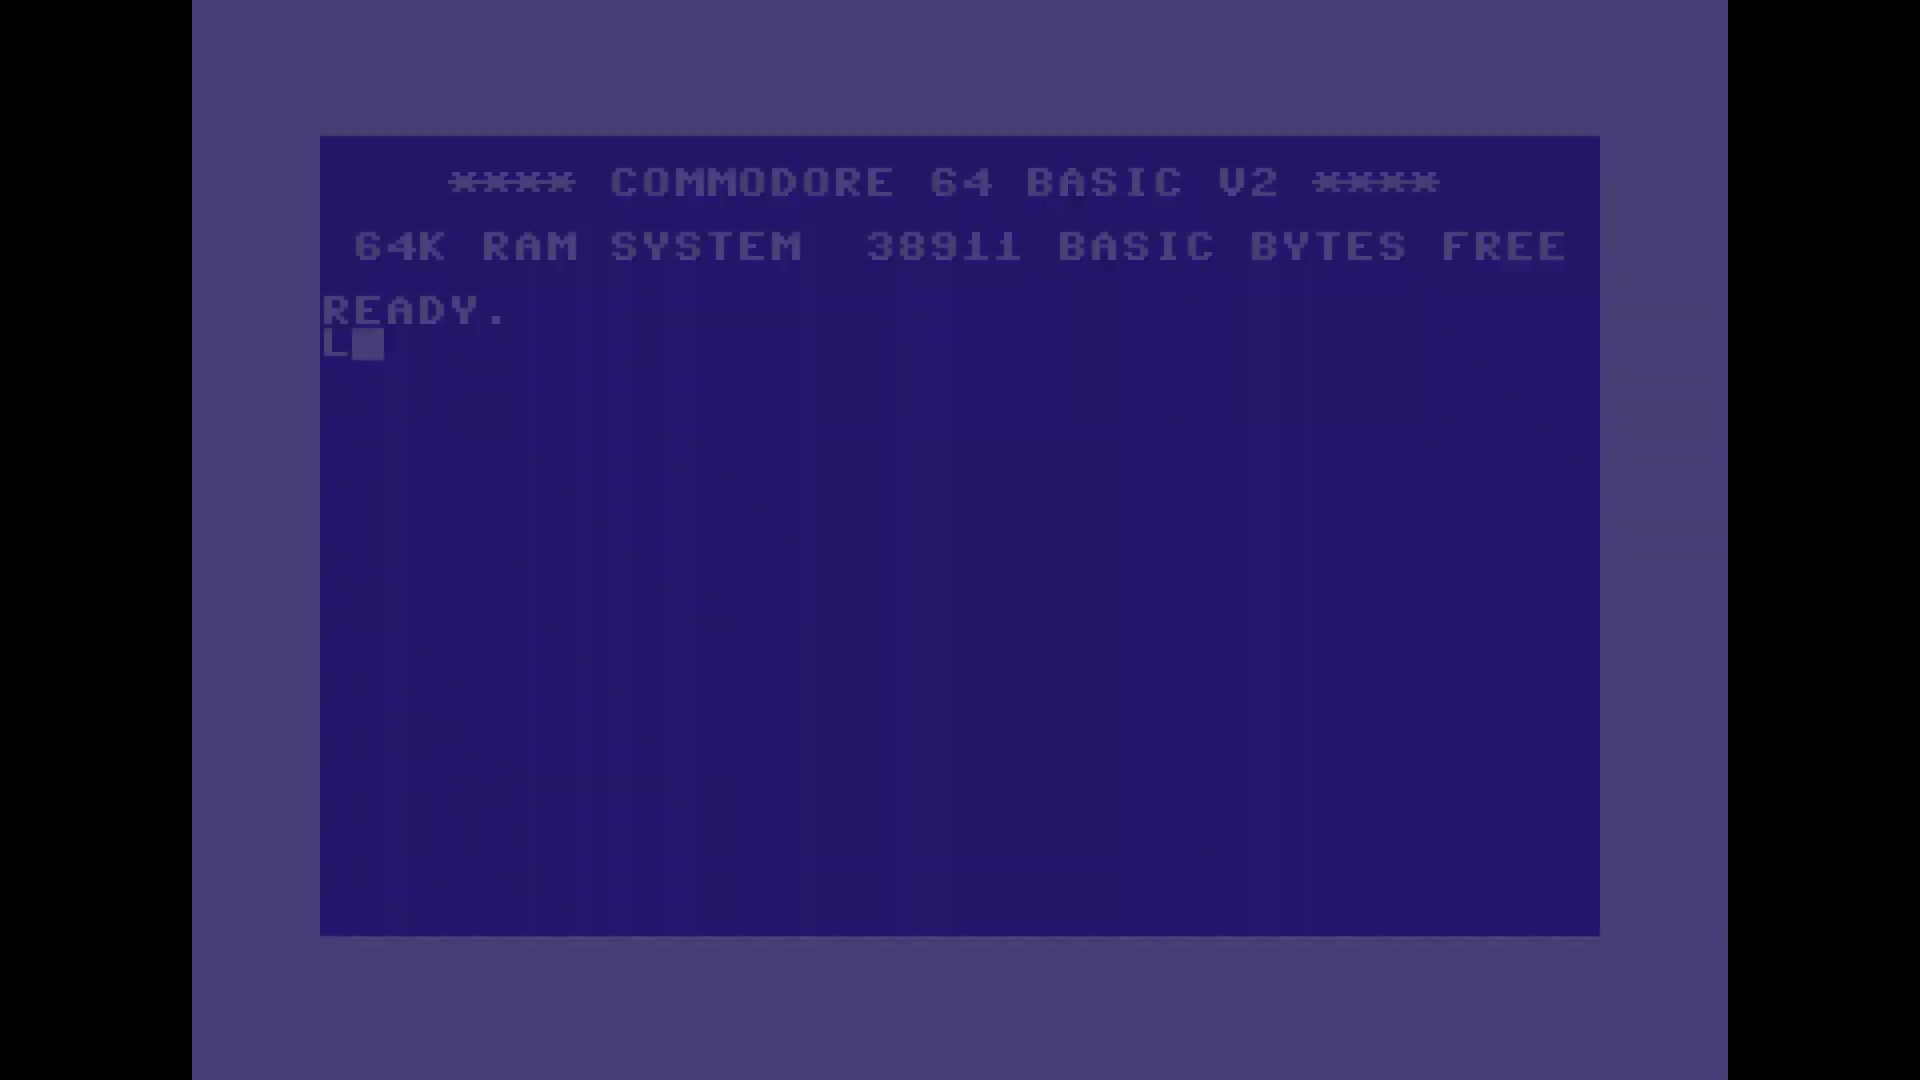 **** COMMODORE 64 BASIC V2 ****
64K RAM SYSTEM  38911 BASIC BYTES FREE
READY.
L